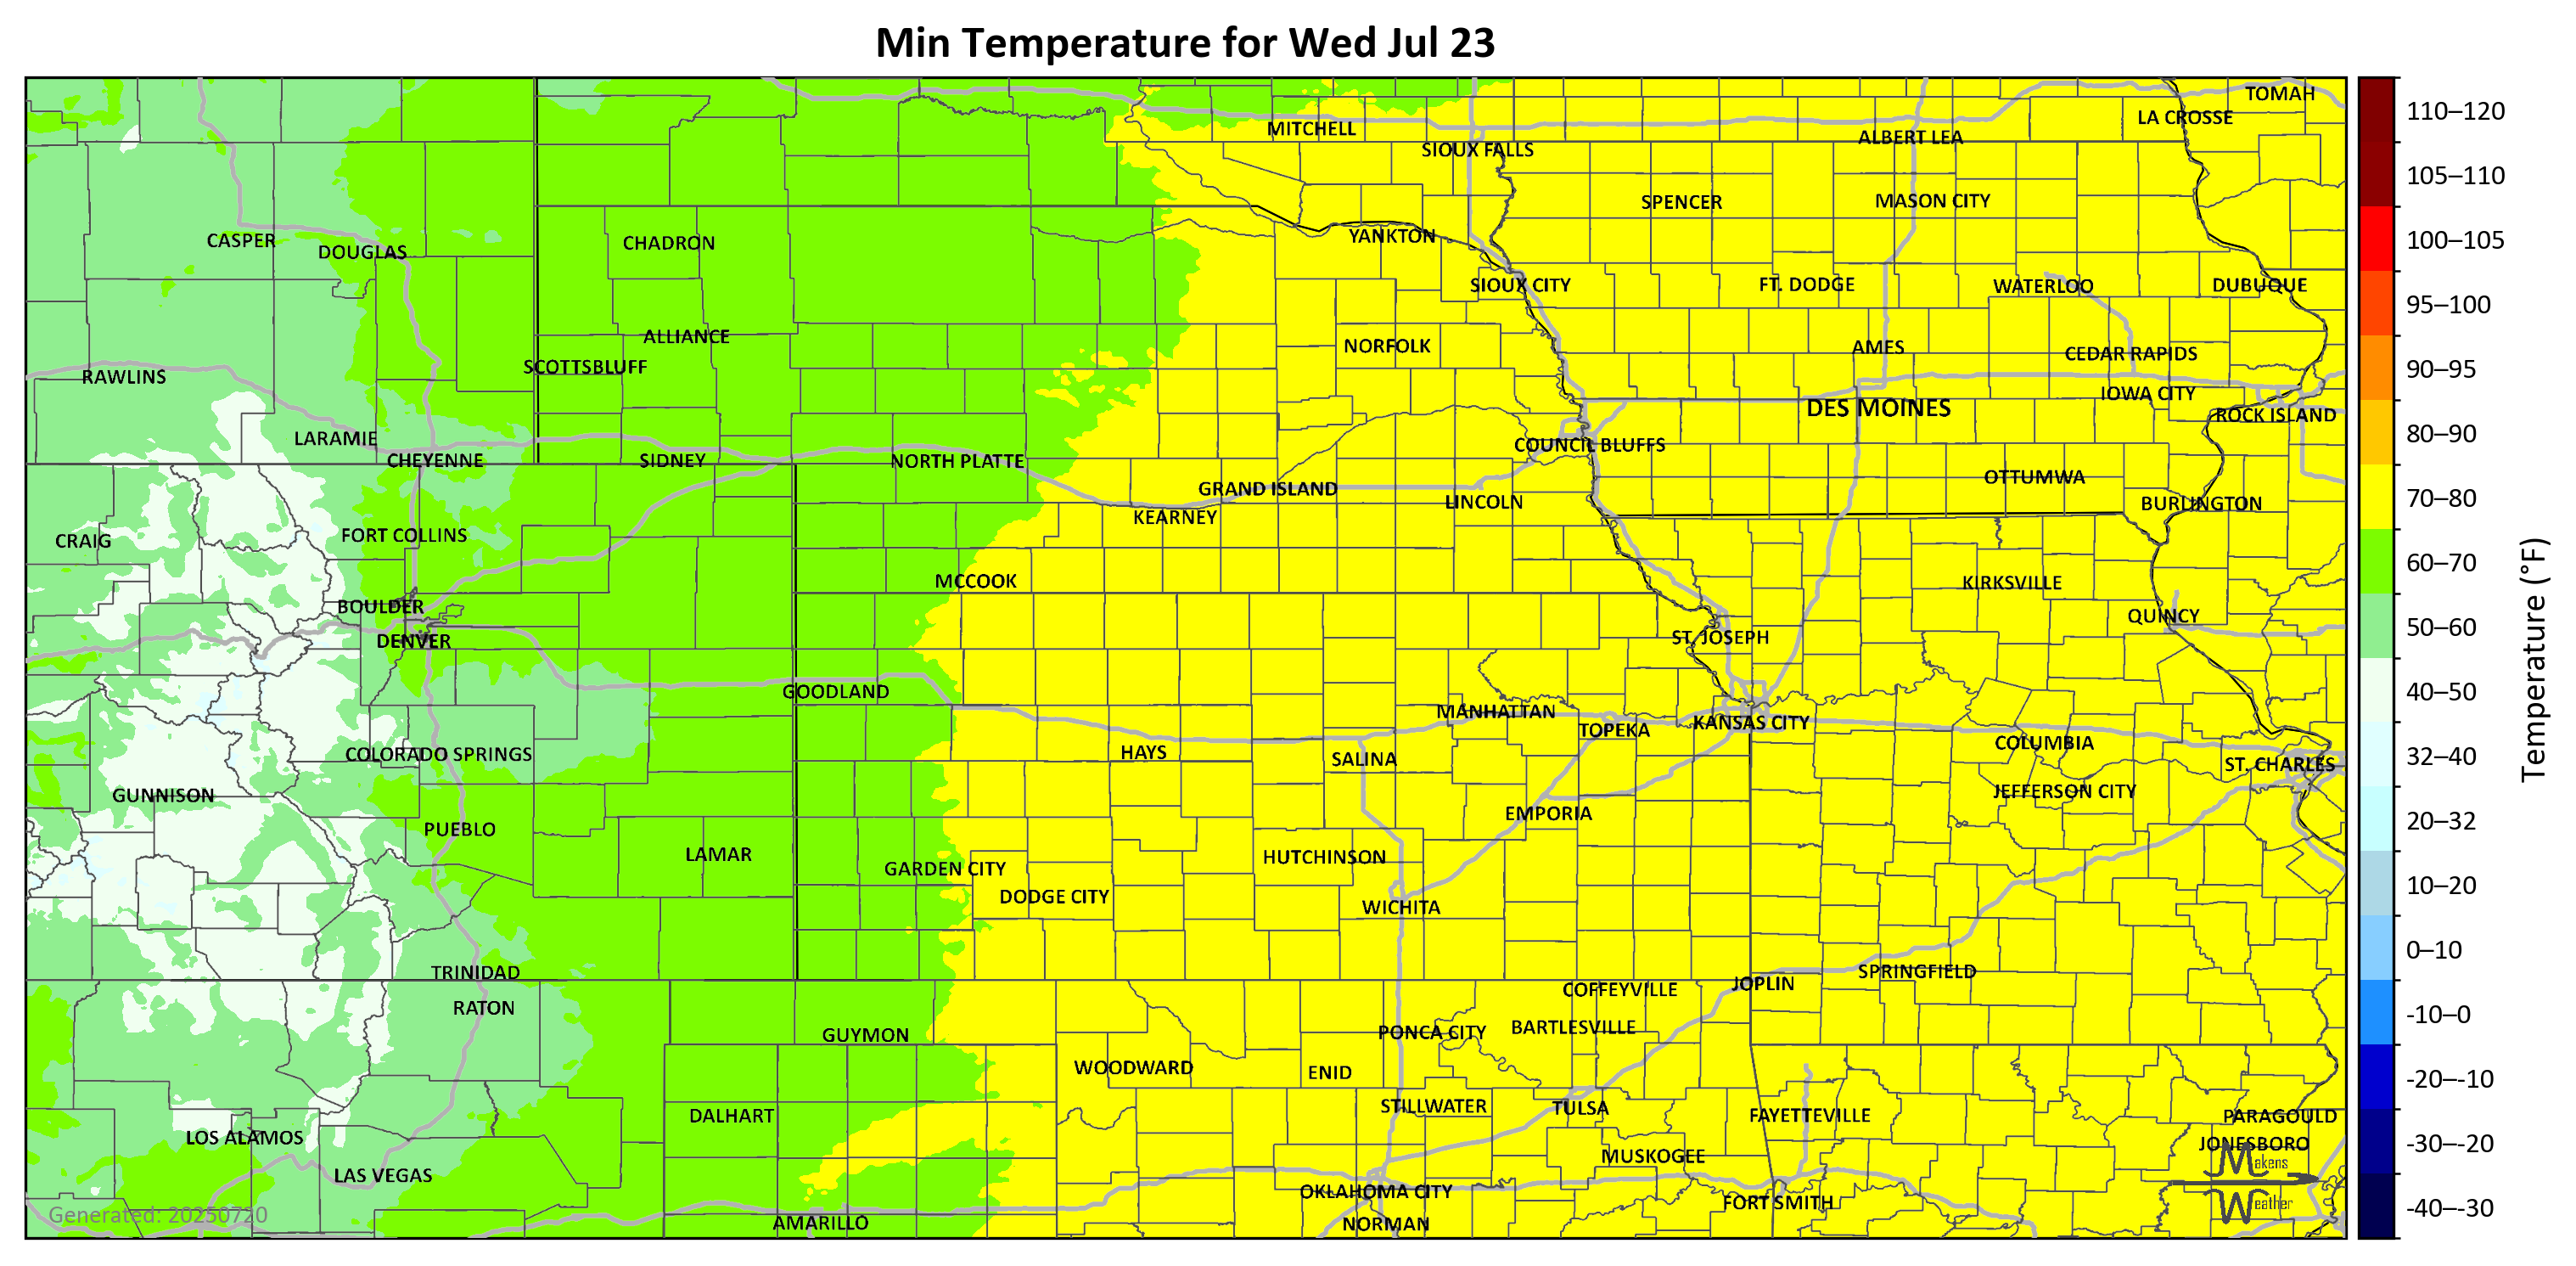 Min Temperature for Wed Jul 23
TOMAH
LA CROSSE
MITCHELL
ALBERT LEA
SIOUX FALLS
SPENCER
MASON CITY
CASPER
DOUGLAS
CHADRON
YANKTON
SIOUX CITY
FT. DODGE
WATERLOO
DUBUQUE
ALLIANCE
NORFOLK
AMES
CEDAR RAPIDS
SCOTTSBLUFF
RAWLINS
IOWA CITY
DES MOINES
ROCK ISLAND
LARAMIE
COUNCIL BLUFFS
CHEYENNE
SIDNEY
NORTH PLATTE
OTTUMWA
GRAND ISLAND
LINCOLN
BURLINGTON
KEARNEY
FORT COLLINS
CRAIG
MCCOOK
KIRKSVILLE
BOULDER
QUINCY
DENVER
ST. JOSEPH
GOODLAND
MANHATTAN
KANSAS CITY
TOPEKA
COLUMBIA
COLORADO SPRINGS
HAYS
SALINA
ST. CHARLES
GUNNISON
JEFFERSON CITY
EMPORIA
PUEBLO
LAMAR
HUTCHINSON
GARDEN CITY
DODGE CITY
WICHITA
TRINIDAD
SPRINGFIELD
JOPLIN
COFFEYVILLE
RATON
BARTLESVILLE
GUYMON
PONCA CITY
WOODWARD
ENID
STILLWATER
TULSA
DALHART
FAYETTEVILLE
PARAGOULD
LOS ALAMOS
JONESBORO
MUSKOGEE
LAS VEGAS
OKLAHOMA CITY
FORT SMITH
AMARILLO
NORMAN
Generated: 20250720
Makens
Weather
110–120
105–110
100–105
95–100
90–95
80–90
70–80
60–70
50–60
40–50
32–40
20–32
10–20
0–10
-10–0
-20–-10
-30–-20
-40–-30
Temperature (°F)